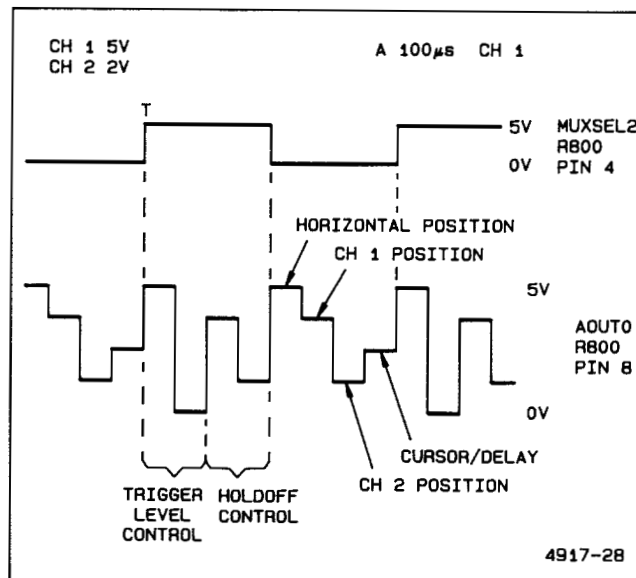 CH 1 5V
CH 2 2V
A 100µs CH 1
T
5V
0V
MUXSEL2
R800
PIN 4
HORIZONTAL POSITION
CH 1 POSITION
5V
0V
AOUTO
R800
PIN 8
CURSOR/DELAY
CH 2 POSITION
TRIGGER
LEVEL
CONTROL
HOLDOFF
CONTROL
4917-28